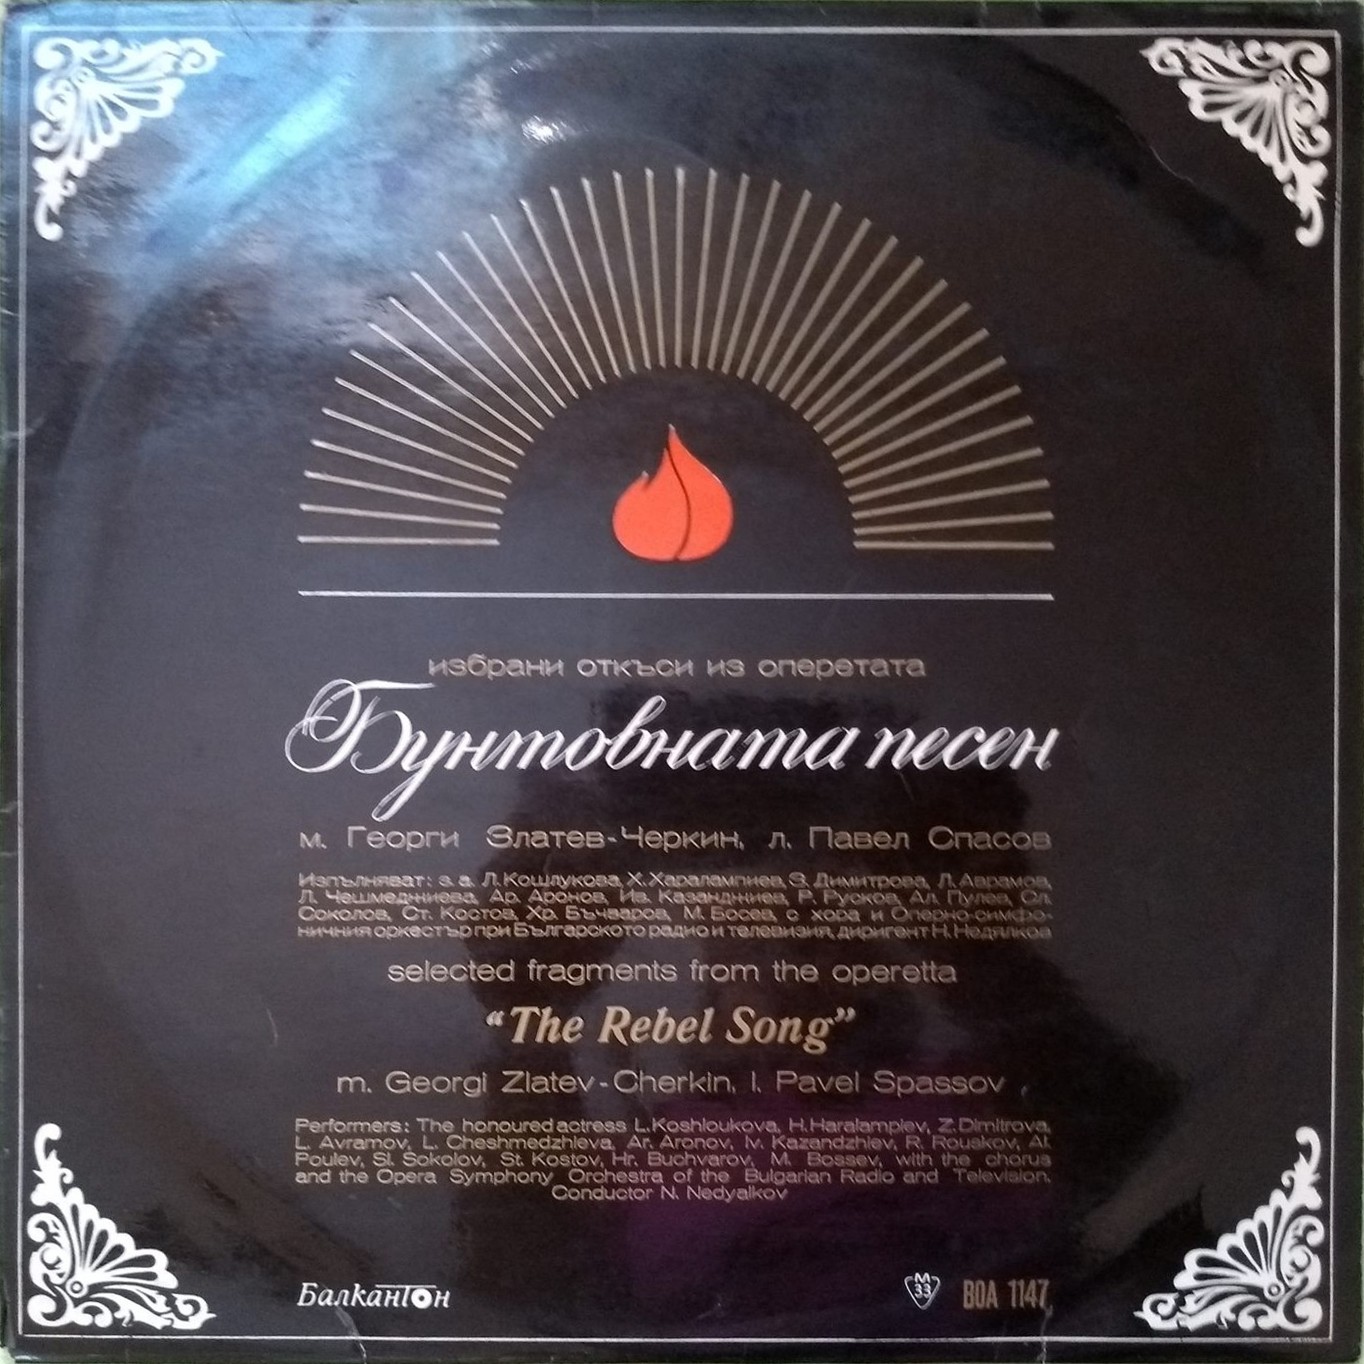 избрани откъси из оперетата
Бунтовната песен
м. Георги Златев-Черкин, л. Павел Спасов
Изпълняват: з. а. Л. Кошлукова, Х. Харалампиев, З. Димитрова, Л. Аврамов,
Л. Чешмеджиева, Ар. Аронов, Ив. Казанджиев, Р. Русков, Ал. Пулев, Сл.
Соколов, Ст. Костов, Хр. Бъчваров, М. Босев, с хора и Оперно-симфо-
ничния оркестър при Българското радио и телевизия, диригент Н. Недялков
selected fragments from the operetta
“The Rebel Song”
m. Georgi Zlatev-Cherkin, l. Pavel Spassov
Performers: The honoured actress L. Koshloukova, H. Haralampiev, Z. Dimitrova,
L. Avramov, L. Cheshmedzhieva, Ar. Aronov, Iv. Kazandzhiev, R. Rouskov, Al.
Poulev, Sl. Sokolov, St. Kostov, Hr. Buchvarov, M. Bossev, with the chorus
and the Opera Symphony Orchestra of the Bulgarian Radio and Television.
Conductor N. Nedyalkov
Балкантон
М
33
ВОА 1147